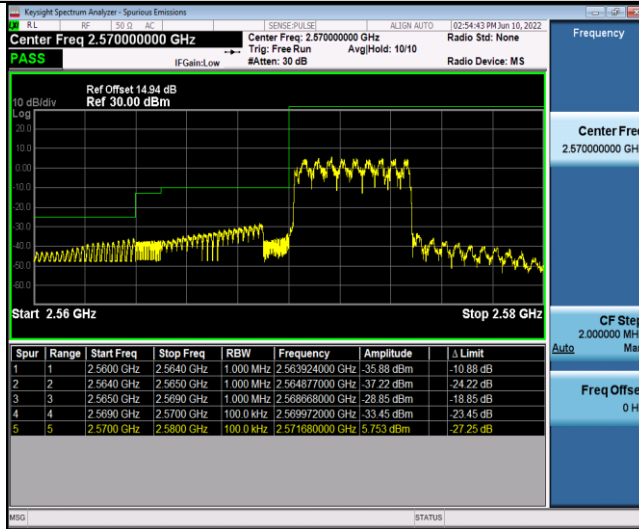 Keysight Spectrum Analyzer - Spurious Emissions
RL RF 50 Ω AC SENSE:PULSE ALIGN AUTO 02:54:43 PM Jun 10, 2022
Center Freq 2.570000000 GHz
PASS
IFGain:Low
Center Freq: 2.570000000 GHz
Trig: Free Run Avg|Hold: 10/10
#Atten: 30 dB
Radio Std: None
Radio Device: MS
Ref Offset 14.94 dB
10 dB/div Ref 30.00 dBm
Log
20.0
10.0
0.00
-10.0
-20.0
-30.0
-40.0
-50.0
-60.0
Start 2.56 GHz Stop 2.58 GHz
Spur Range Start Freq Stop Freq RBW Frequency Amplitude Δ Limit
1 1 2.5600 GHz 2.5640 GHz 1.000 MHz 2.563924000 GHz -35.88 dBm -10.88 dB
2 2 2.5640 GHz 2.5650 GHz 1.000 MHz 2.564877000 GHz -37.22 dBm -24.22 dB
3 3 2.5650 GHz 2.5690 GHz 1.000 MHz 2.568668000 GHz -28.85 dBm -18.85 dB
4 4 2.5690 GHz 2.5700 GHz 100.0 kHz 2.569972000 GHz -33.45 dBm -23.45 dB
5 5 2.5700 GHz 2.5800 GHz 100.0 kHz 2.571680000 GHz 5.753 dBm -27.25 dB
MSG STATUS
Frequency
Center Fre
2.570000000 GH
CF Step
2.000000 MH
Auto Ma
Freq Offse
0 H